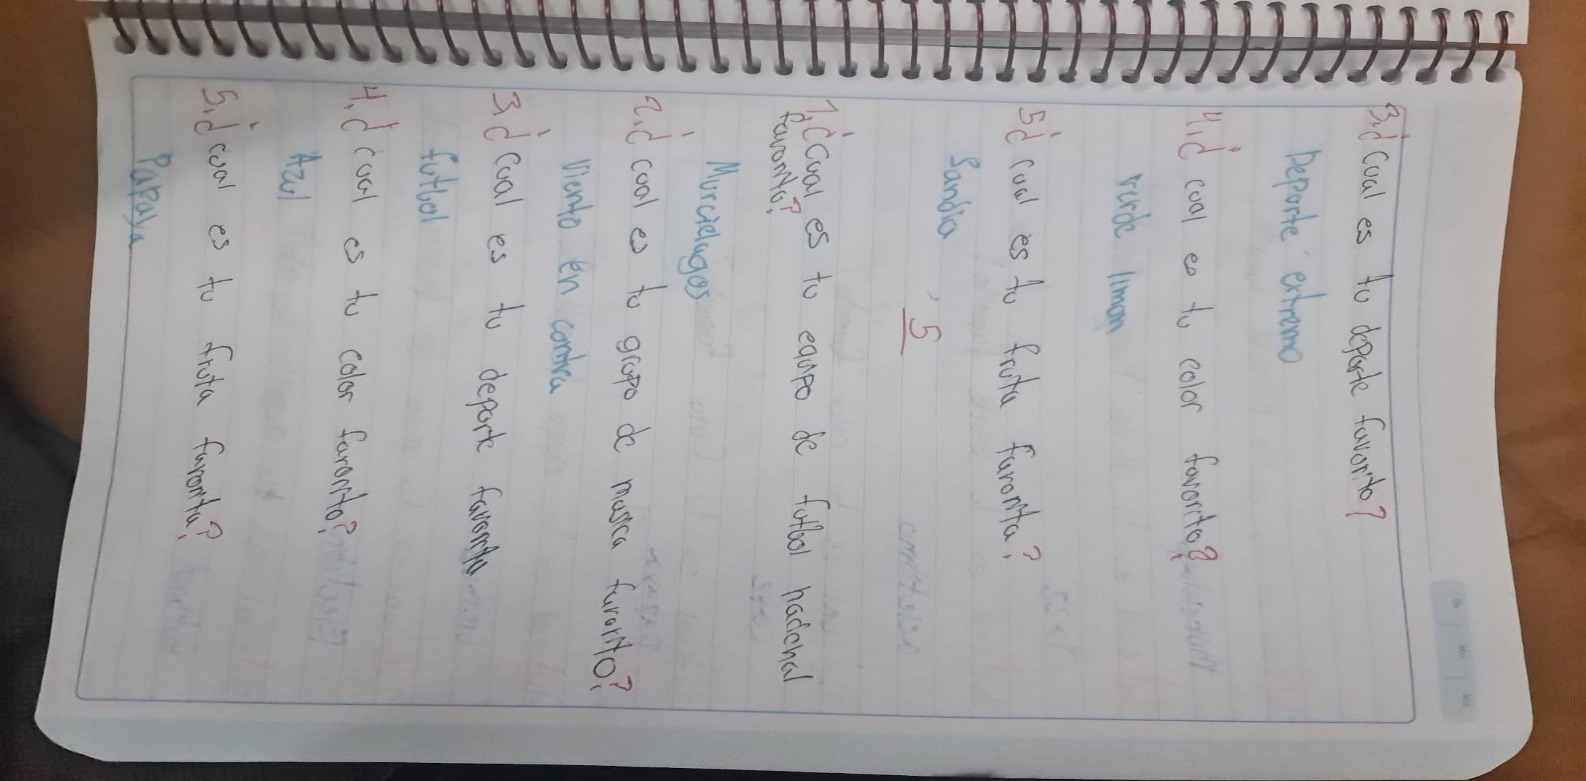 3.¿Cual es tu deporte favorito?
Deporte extremo
4.¿cual es tu color favorito?
verde limon
5¿cual es tu fruta favorita?
Sandia
5
1.¿Cual es tu equipo de futbol hachohal
favorito?
Murcielagos
2.¿cual es tu grupo de musica favorito?
Viento en contra
3.¿cual es tu deporte favorito
futbol
4.¿cual es tu color favorito?
Azul
5.¿cual es tu fruta favorita?
Papaya